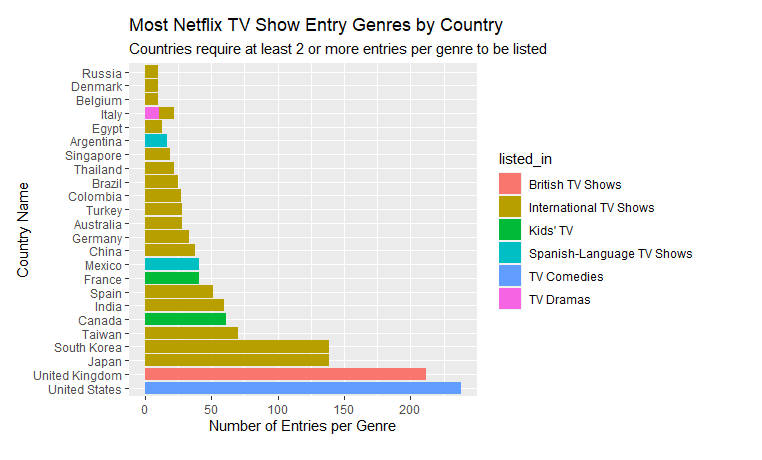 Most Netflix TV Show Entry Genres by Country
Countries require at least 2 or more entries per genre to be listed
Country Name
Russia
Denmark
Belgium
Italy
Egypt
Argentina
Singapore
Thailand
Brazil
Colombia
Turkey
Australia
Germany
China
Mexico
France
Spain
India
Canada
Taiwan
South Korea
Japan
United Kingdom
United States
0 50 100 150 200
Number of Entries per Genre
listed_in
British TV Shows
International TV Shows
Kids' TV
Spanish-Language TV Shows
TV Comedies
TV Dramas